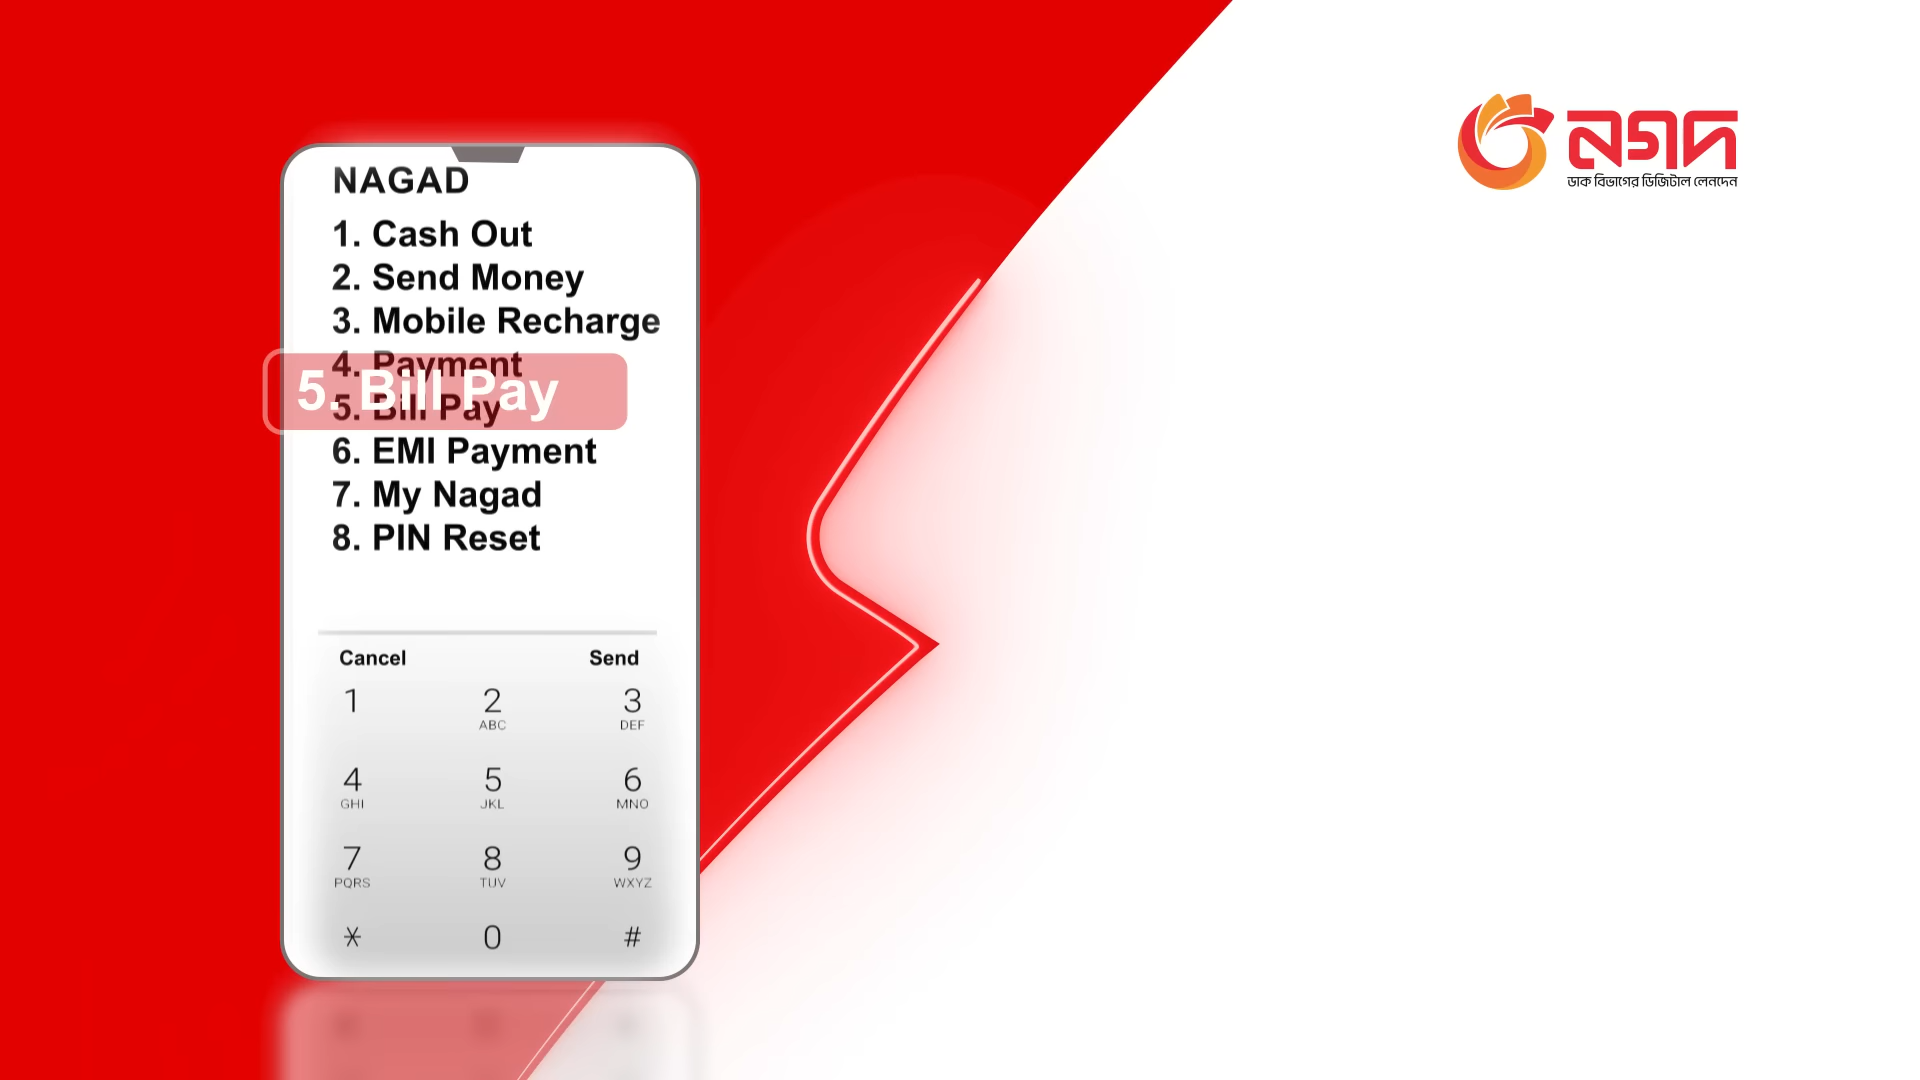 নগদ
ডাক বিভাগের ডিজিটাল লেনদেন
NAGAD
1. Cash Out
2. Send Money
3. Mobile Recharge
4. Payment
5. Bill Pay
5. Bill Pay
6. EMI Payment
7. My Nagad
8. PIN Reset
Cancel Send
1 2 3
ABC DEF
4 5 6
GHI JKL MNO
7 8 9
PQRS TUV WXYZ
* 0 #